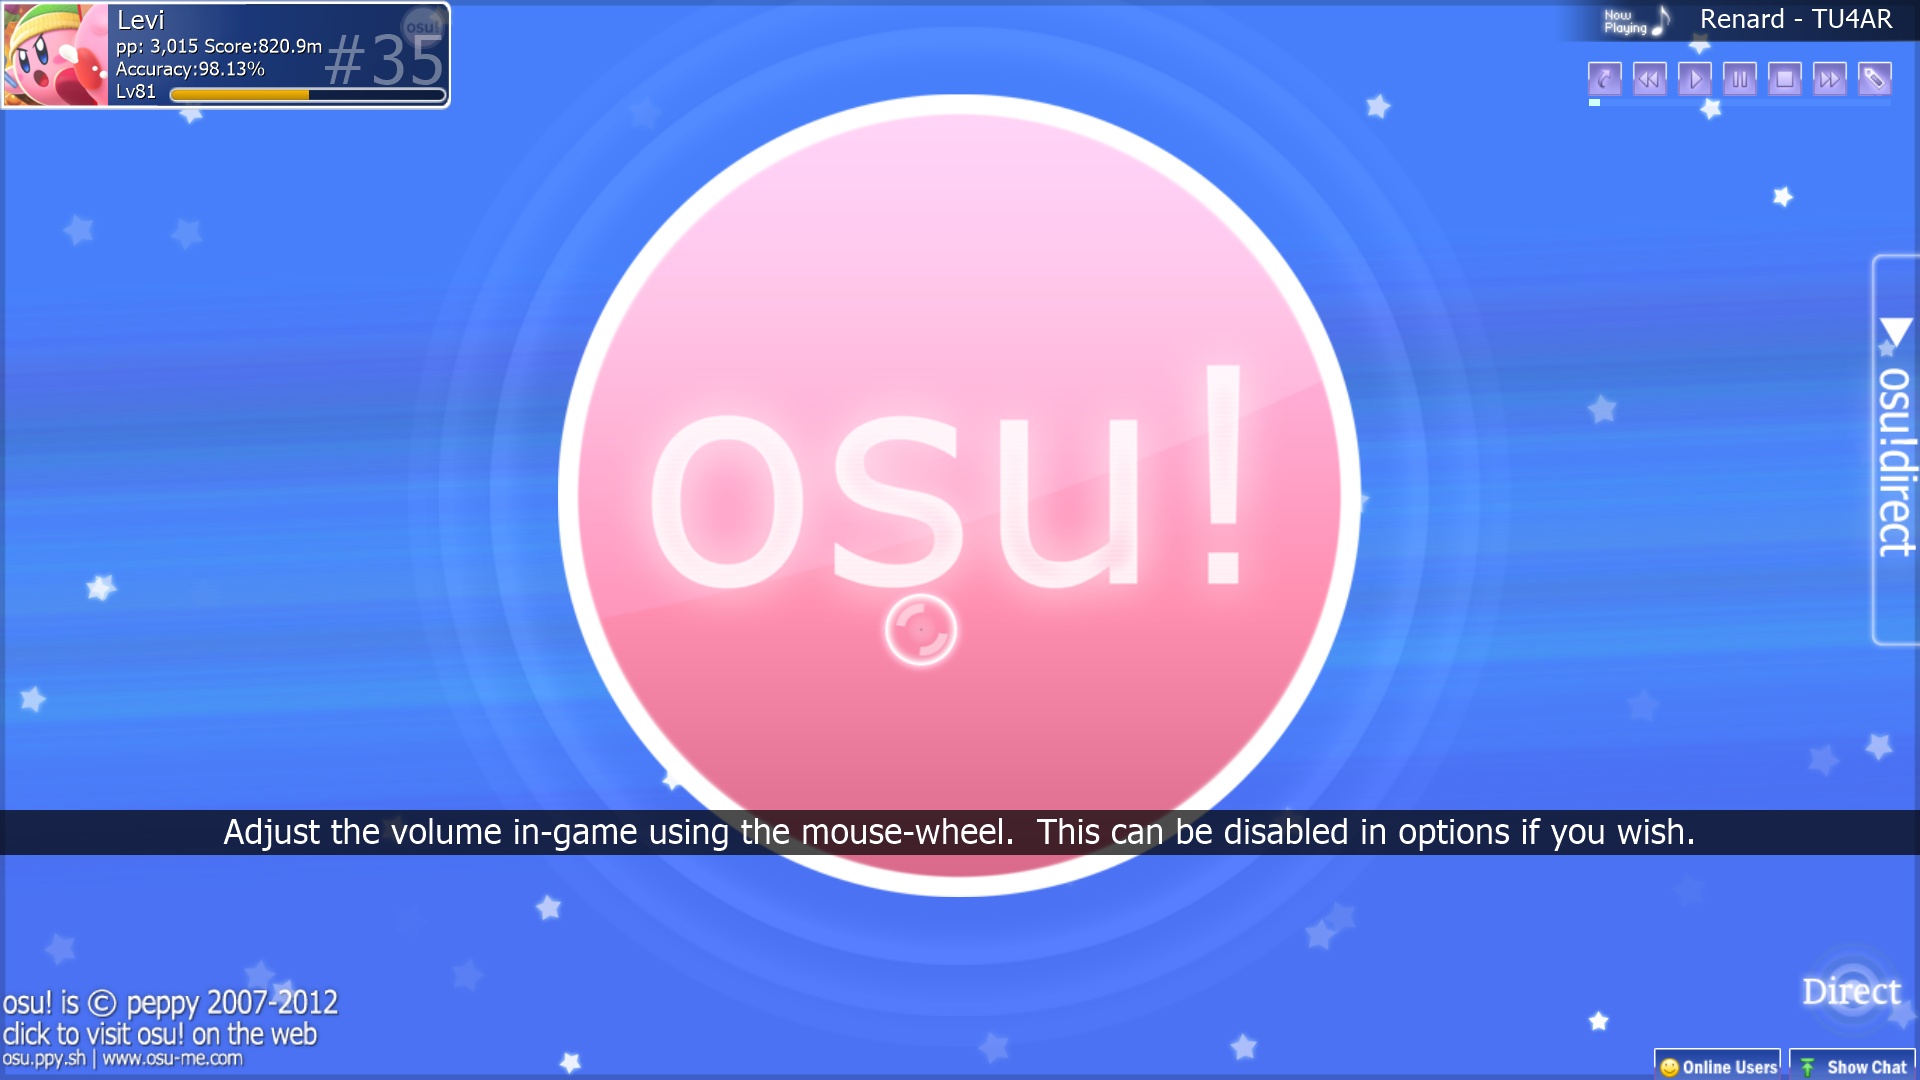 Levi
pp: 3,015 Score:820.9m
Accuracy:98.13%
Lv81
#35
osu!
Now Playing
Renard - TU4AR
osu!
osu!direct
Adjust the volume in-game using the mouse-wheel.  This can be disabled in options if you wish.
osu! is © peppy 2007-2012
click to visit osu! on the web
osu.ppy.sh | www.osu-me.com
Direct
Online Users
Show Chat